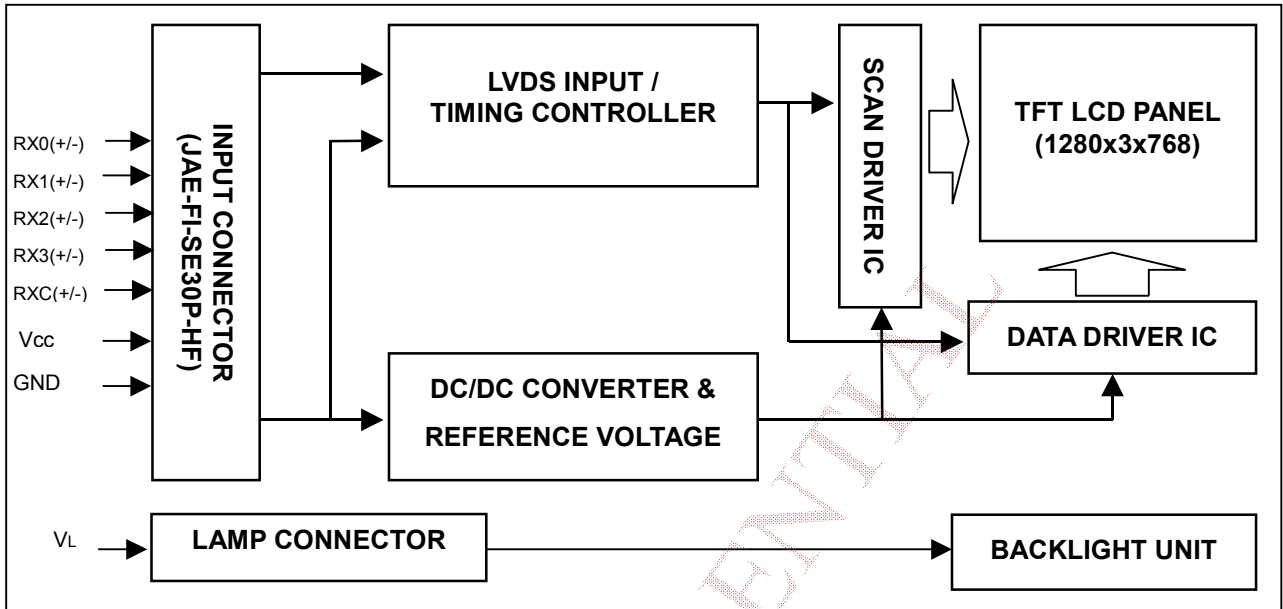 RX0(+/-)
RX1(+/-)
RX2(+/-)
RX3(+/-)
RXC(+/-)
Vcc
GND
INPUT CONNECTOR
(JAE-FI-SE30P-HF)
LVDS INPUT /
TIMING CONTROLLER
SCAN DRIVER IC
TFT LCD PANEL
(1280x3x768)
DATA DRIVER IC
DC/DC CONVERTER &
REFERENCE VOLTAGE
VL
LAMP CONNECTOR
BACKLIGHT UNIT
ENTIAL